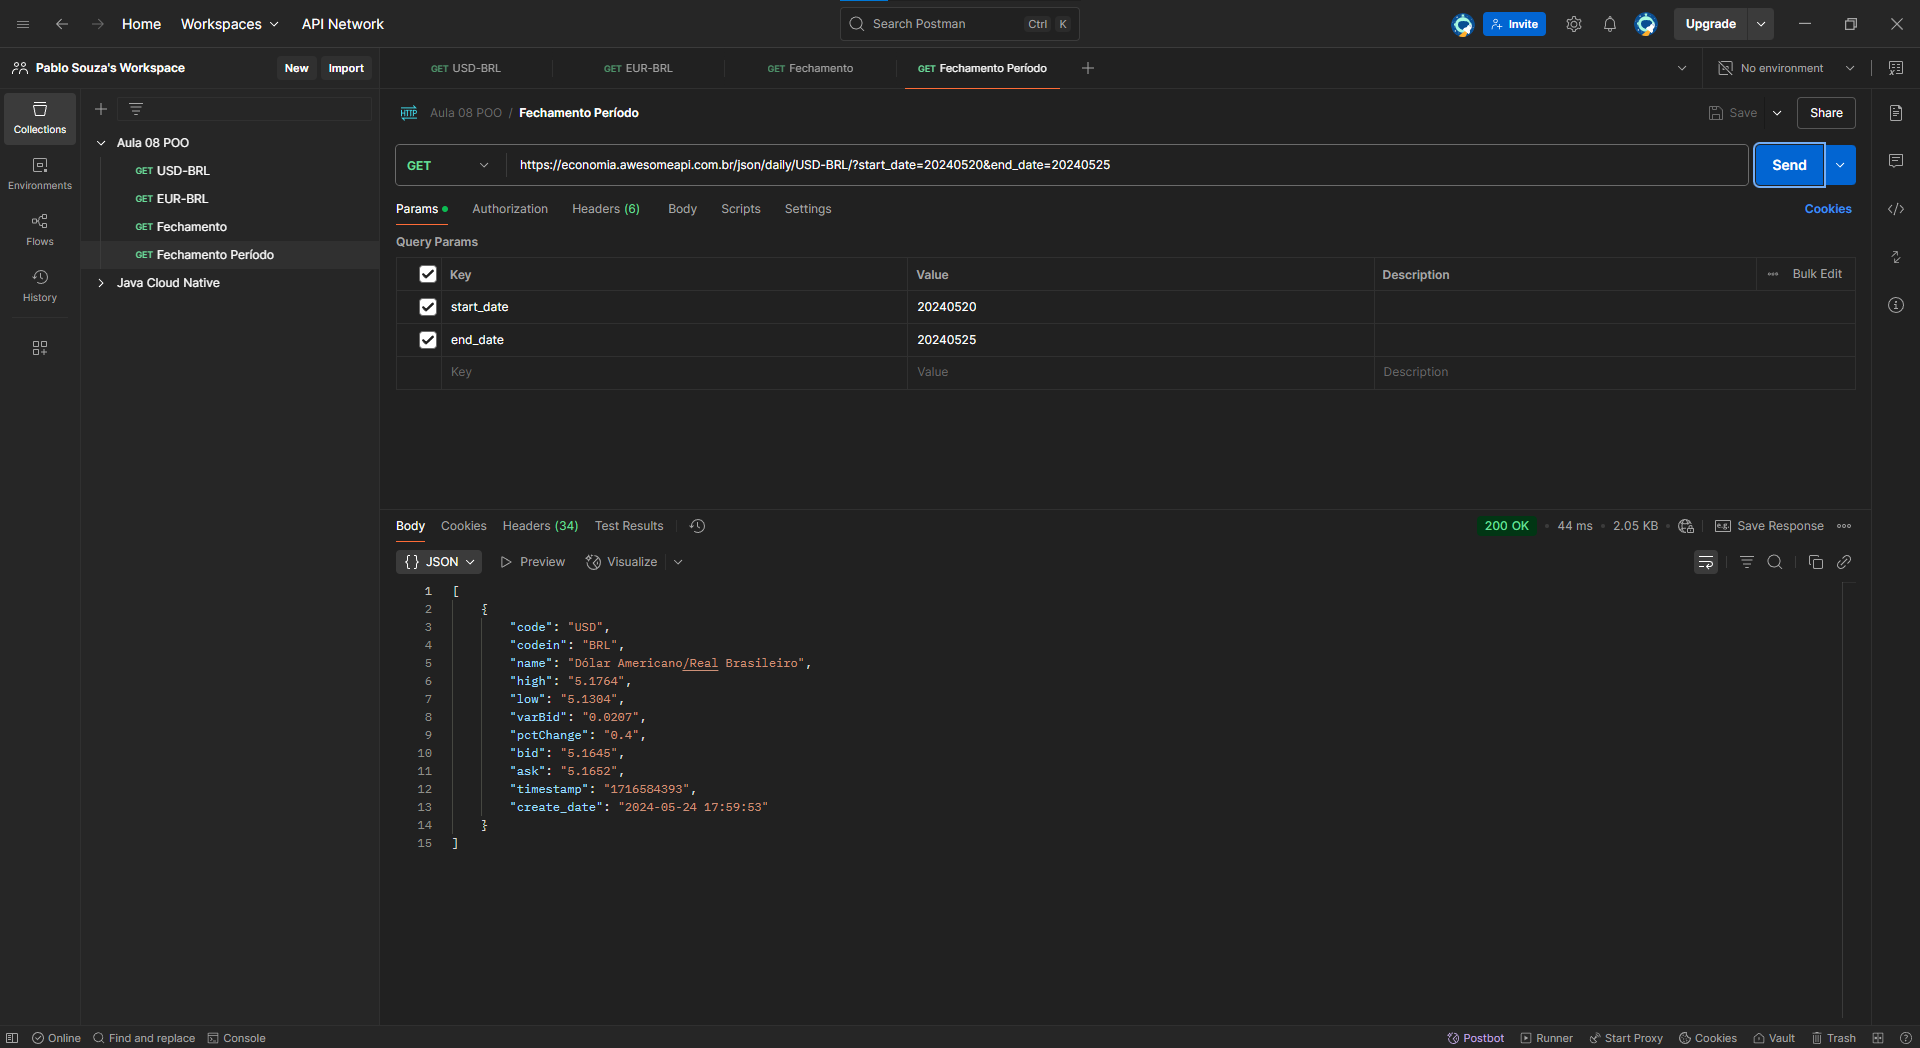 Home Workspaces API Network Search Postman Ctrl K Invite Upgrade
Pablo Souza's Workspace New Import GET USD-BRL GET EUR-BRL GET Fechamento GET Fechamento Período No environment
Collections
Environments
Flows
History
Aula 08 POO
GET USD-BRL
GET EUR-BRL
GET Fechamento
GET Fechamento Período
Java Cloud Native
HTTP Aula 08 POO / Fechamento Período Save Share
GET https://economia.awesomeapi.com.br/json/daily/USD-BRL/?start_date=20240520&end_date=20240525 Send
Params Authorization Headers (6) Body Scripts Settings Cookies
Query Params
Key Value Description Bulk Edit
start_date 20240520
end_date 20240525
Key Value Description
Body Cookies Headers (34) Test Results 200 OK 44 ms 2.05 KB e.g. Save Response
{} JSON Preview Visualize
1 [
2 {
3 "code": "USD",
4 "codein": "BRL",
5 "name": "Dólar Americano/Real Brasileiro",
6 "high": "5.1764",
7 "low": "5.1304",
8 "varBid": "0.0207",
9 "pctChange": "0.4",
10 "bid": "5.1645",
11 "ask": "5.1652",
12 "timestamp": "1716584393",
13 "create_date": "2024-05-24 17:59:53"
14 }
15 ]
Online Find and replace Console Postbot Runner Start Proxy Cookies Vault Trash